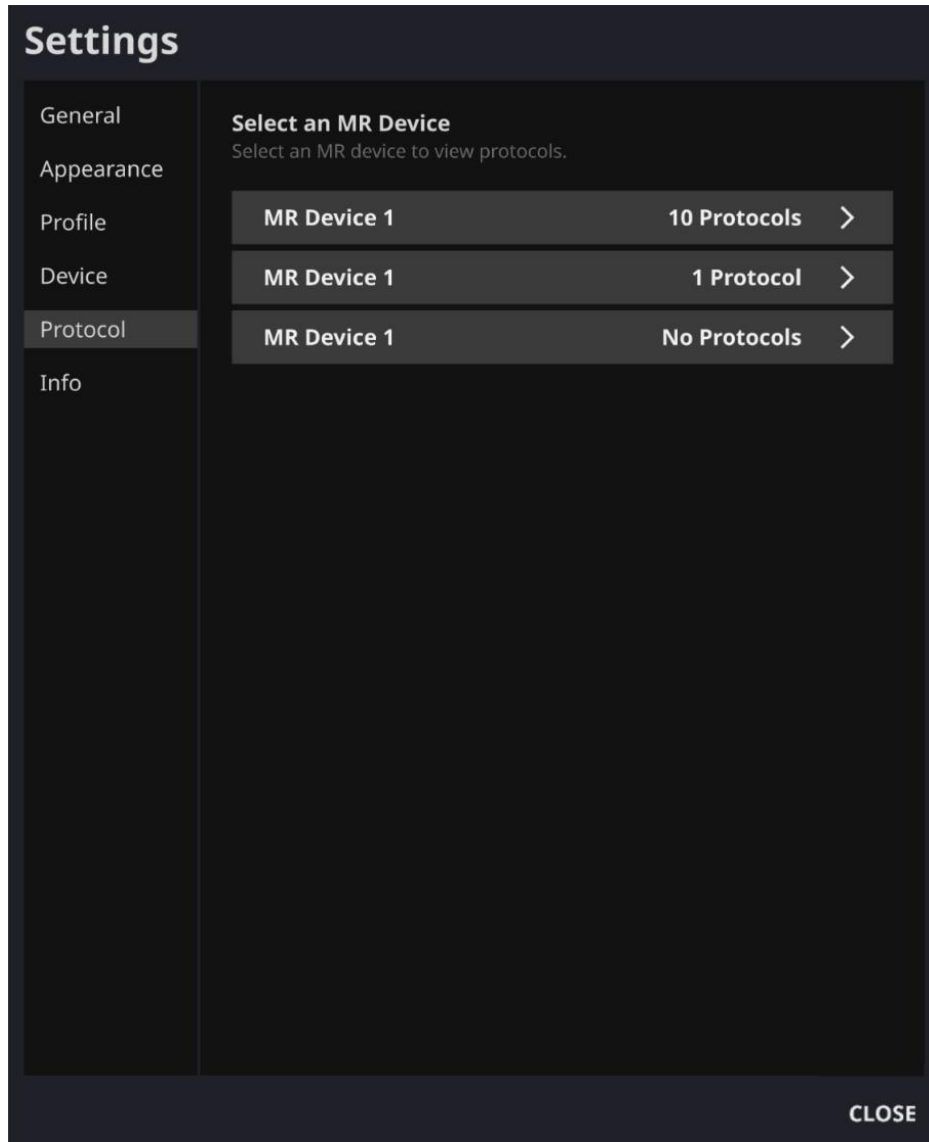 Settings
General
Appearance
Profile
Device
Protocol
Info
Select an MR Device
Select an MR device to view protocols.
MR Device 1 10 Protocols
MR Device 1 1 Protocol
MR Device 1 No Protocols
CLOSE